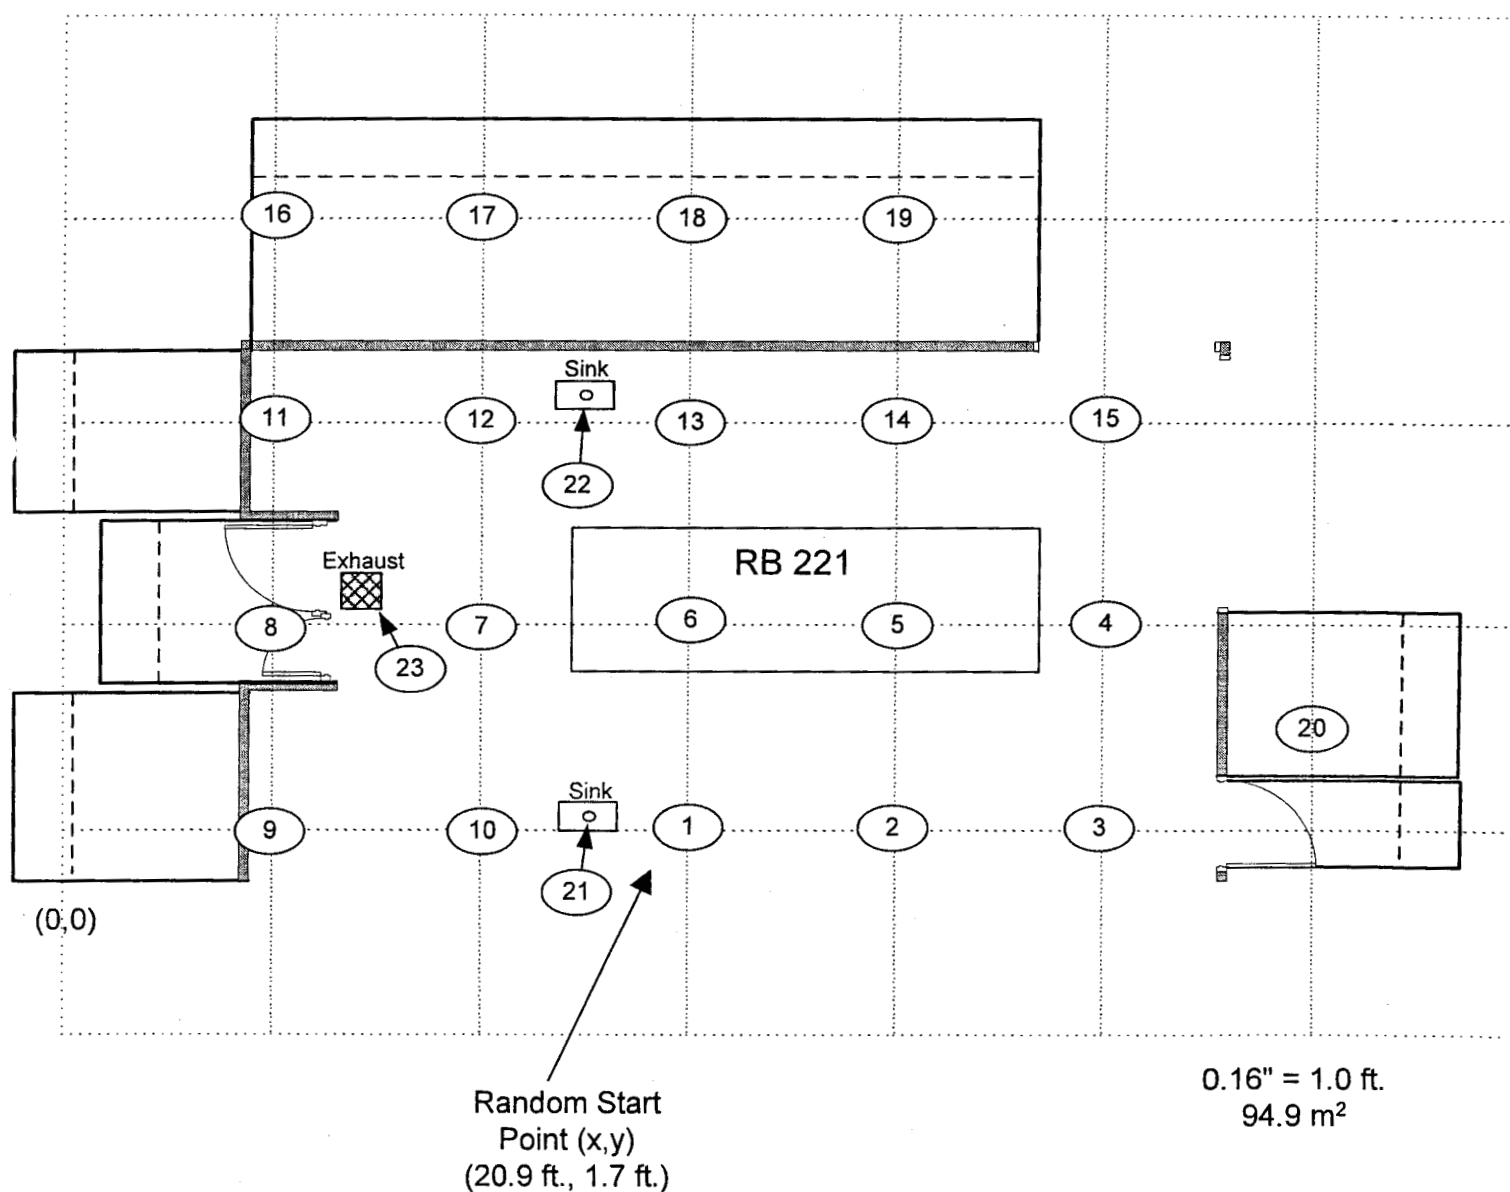 16
17
18
19
Sink
11
12
13
14
15
22
RB 221
Exhaust
8
7
6
5
4
23
20
Sink
9
10
1
2
3
21
(0,0)
0.16" = 1.0 ft.
94.9 m²
Random Start
Point (x,y)
(20.9 ft., 1.7 ft.)